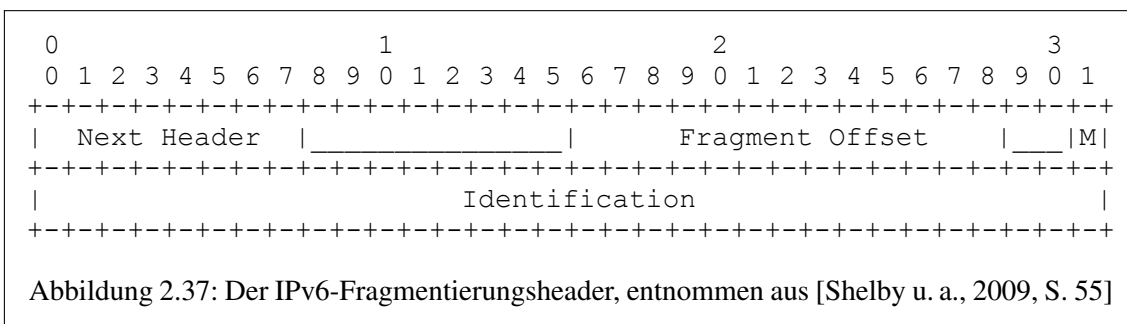 0                   1                   2                   3
 0 1 2 3 4 5 6 7 8 9 0 1 2 3 4 5 6 7 8 9 0 1 2 3 4 5 6 7 8 9 0 1
+-+-+-+-+-+-+-+-+-+-+-+-+-+-+-+-+-+-+-+-+-+-+-+-+-+-+-+-+-+-+-+-+
|  Next Header  |_______________|      Fragment Offset    |___|M|
+-+-+-+-+-+-+-+-+-+-+-+-+-+-+-+-+-+-+-+-+-+-+-+-+-+-+-+-+-+-+-+-+
|                         Identification                        |
+-+-+-+-+-+-+-+-+-+-+-+-+-+-+-+-+-+-+-+-+-+-+-+-+-+-+-+-+-+-+-+-+
Abbildung 2.37: Der IPv6-Fragmentierungsheader, entnommen aus [Shelby u. a., 2009, S. 55]